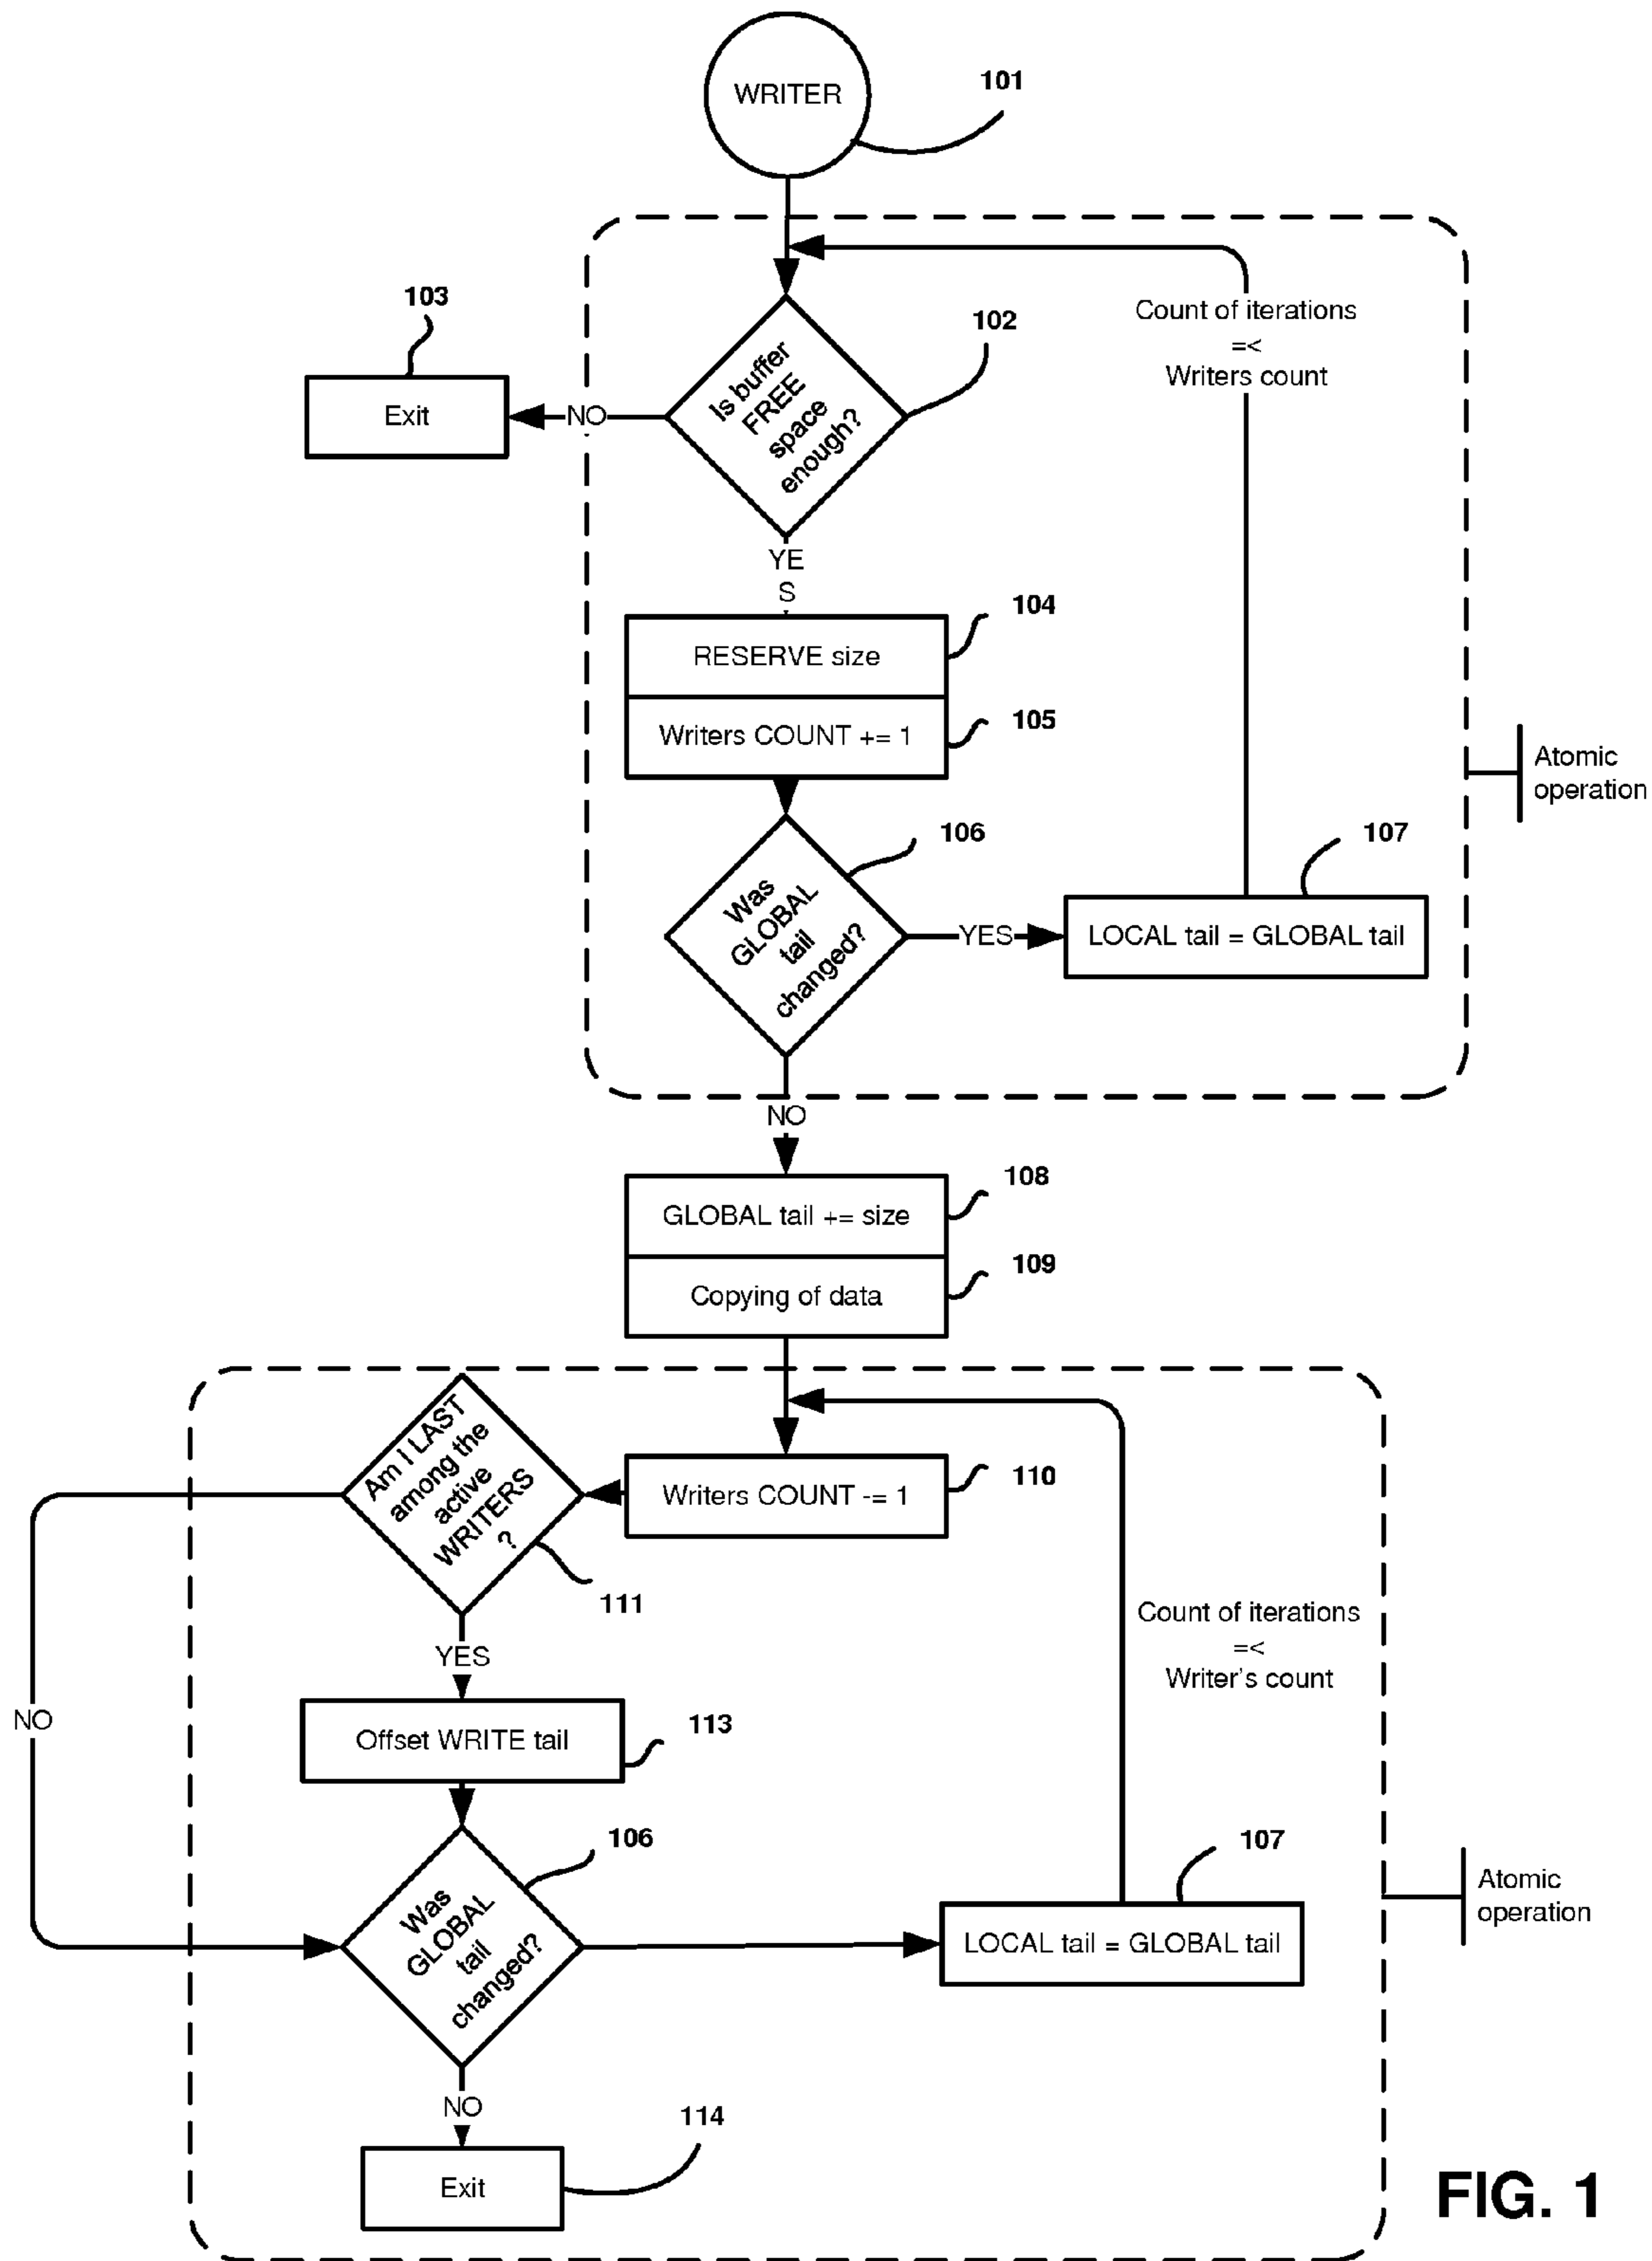 WRITER
101
103
Exit
NO
Is buffer
FREE
space
enough?
102
Count of iterations
=<
Writers count
YE
S
RESERVE size
104
Writers COUNT += 1
105
Atomic
operation
Was
GLOBAL
tail
changed?
106
YES
LOCAL tail = GLOBAL tail
107
NO
GLOBAL tail += size
108
Copying of data
109
Am I LAST
among the
active
WRITERS
?
111
Writers COUNT -= 1
110
Count of iterations
=<
Writer's count
YES
NO
Offset WRITE tail
113
Was
GLOBAL
tail
changed?
106
LOCAL tail = GLOBAL tail
107
Atomic
operation
NO
Exit
114
FIG. 1